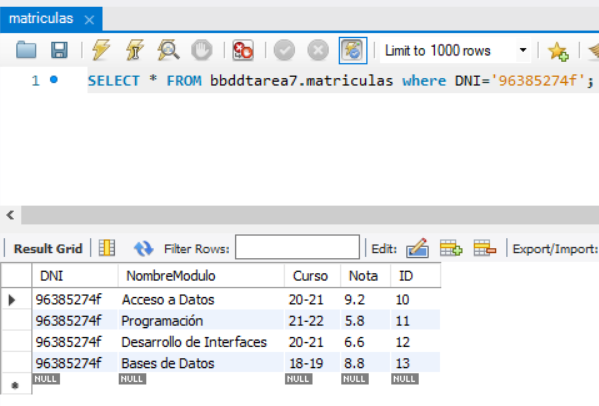 matriculas
Limit to 1000 rows
1 SELECT * FROM bbddtarea7.matriculas where DNI='96385274f';
Result Grid Filter Rows: Edit: Export/Import:
DNI NombreModulo Curso Nota ID
96385274f Acceso a Datos 20-21 9.2 10
96385274f Programación 21-22 5.8 11
96385274f Desarrollo de Interfaces 20-21 6.6 12
96385274f Bases de Datos 18-19 8.8 13
NULL NULL NULL NULL NULL